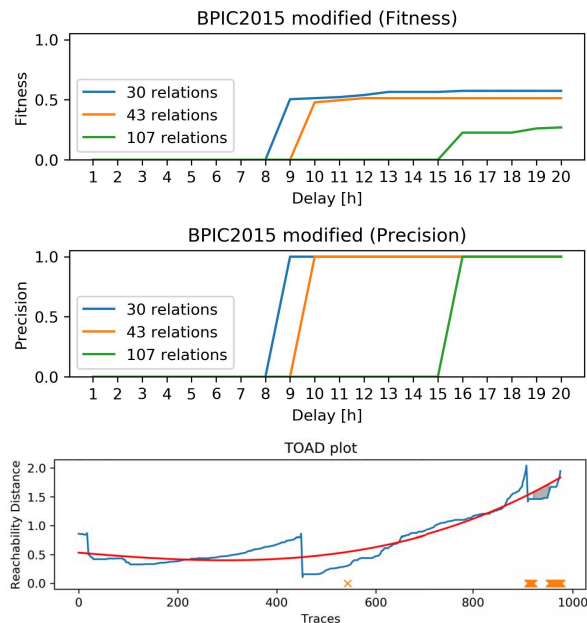 BPIC2015 modified (Fitness)
1.0
0.5
0.0
Fitness
30 relations
43 relations
107 relations
1 2 3 4 5 6 7 8 9 10 11 12 13 14 15 16 17 18 19 20
Delay [h]
BPIC2015 modified (Precision)
1.0
0.5
0.0
Precision
30 relations
43 relations
107 relations
1 2 3 4 5 6 7 8 9 10 11 12 13 14 15 16 17 18 19 20
Delay [h]
TOAD plot
2.0
1.5
1.0
0.5
0.0
Reachability Distance
0 200 400 600 800 1000
Traces